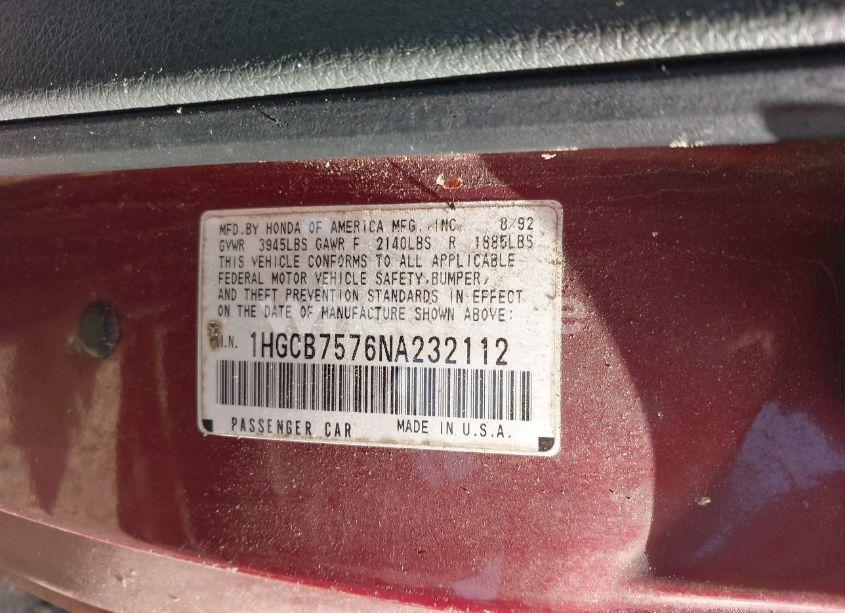 MFD.BY HONDA OF AMERICA MFG.,INC. 8/92
GVWR 3945LBS GAWR F 2140LBS R 1885LBS
THIS VEHICLE CONFORMS TO ALL APPLICABLE
FEDERAL MOTOR VEHICLE SAFETY,BUMPER,
AND THEFT PREVENTION STANDARDS IN EFFECT
ON THE DATE OF MANUFACTURE SHOWN ABOVE:
V.I.N. 1HGCB7576NA232112
PASSENGER CAR MADE IN U.S.A.